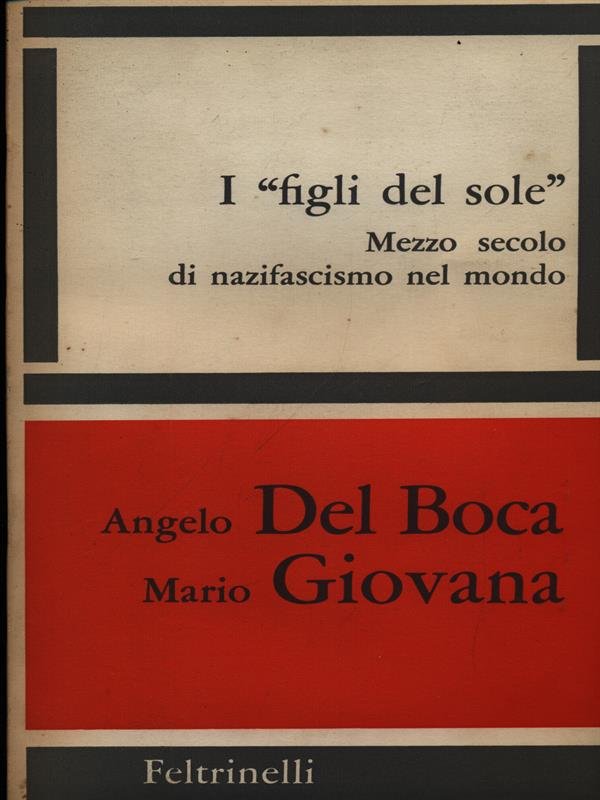 I “figli del sole”
Mezzo secolo
di nazifascismo nel mondo
Angelo Del Boca
Mario Giovana
Feltrinelli